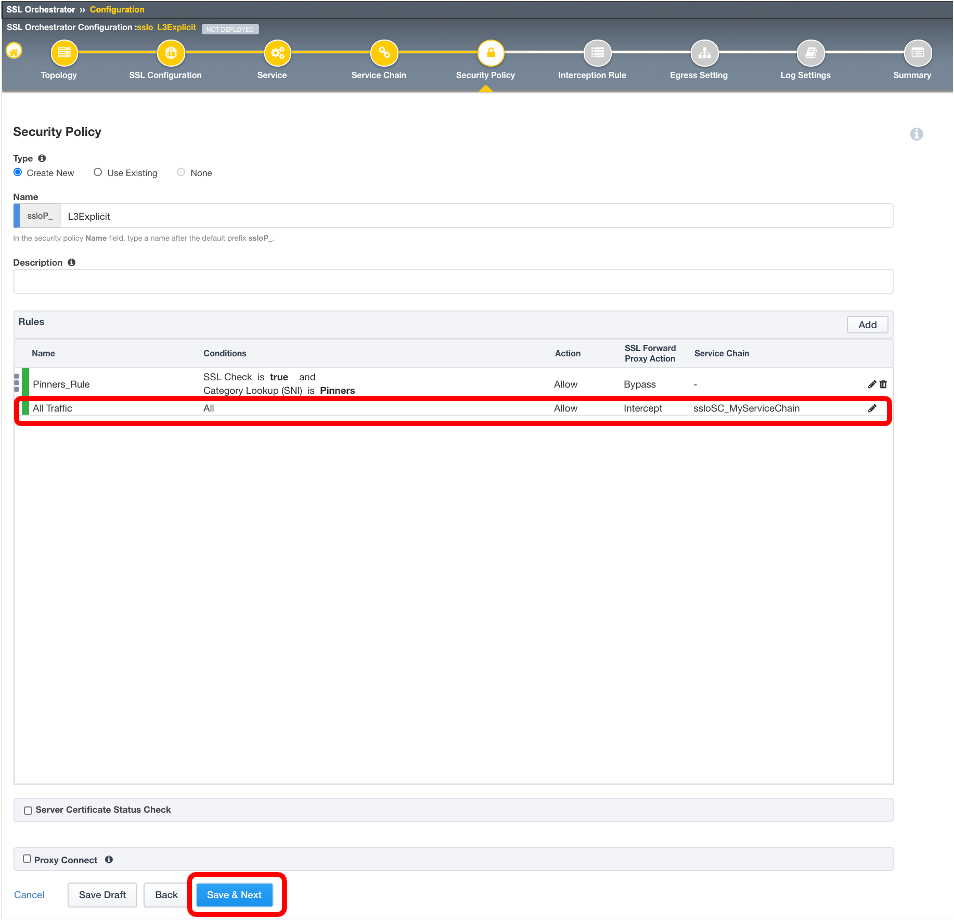 SSL Orchestrator » Configuration
SSL Orchestrator Configuration :sslo_L3Explicit NOT DEPLOYED
Topology SSL Configuration Service Service Chain Security Policy Interception Rule Egress Setting Log Settings Summary
Security Policy
Type
Create New Use Existing None
Name
ssloP_ L3Explicit
In the security policy Name field, type a name after the default prefix ssloP_.
Description
Rules Add
Name Conditions Action SSL Forward Proxy Action Service Chain
Pinners_Rule SSL Check is true and Allow Bypass -
Category Lookup (SNI) is Pinners
All Traffic All Allow Intercept ssloSC_MyServiceChain
Server Certificate Status Check
Proxy Connect
Cancel Save Draft Back Save & Next